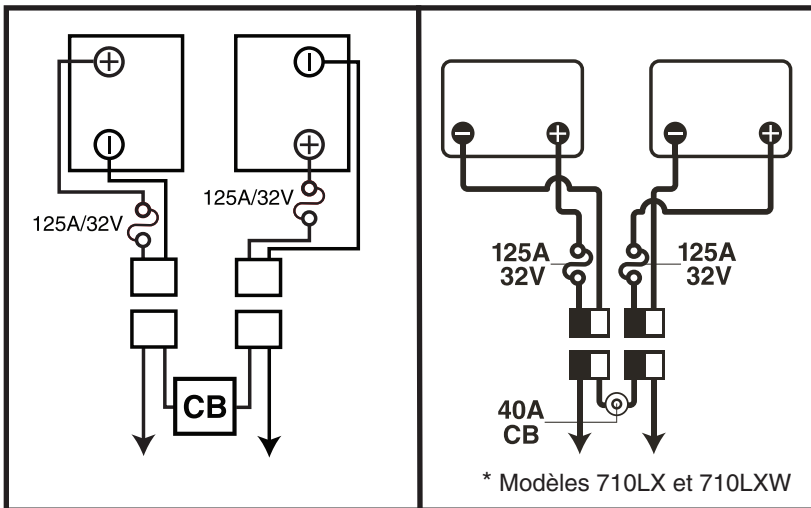 125A/32V
125A/32V
CB
125A
32V
125A
32V
40A
CB
* Modèles 710LX et 710LXW